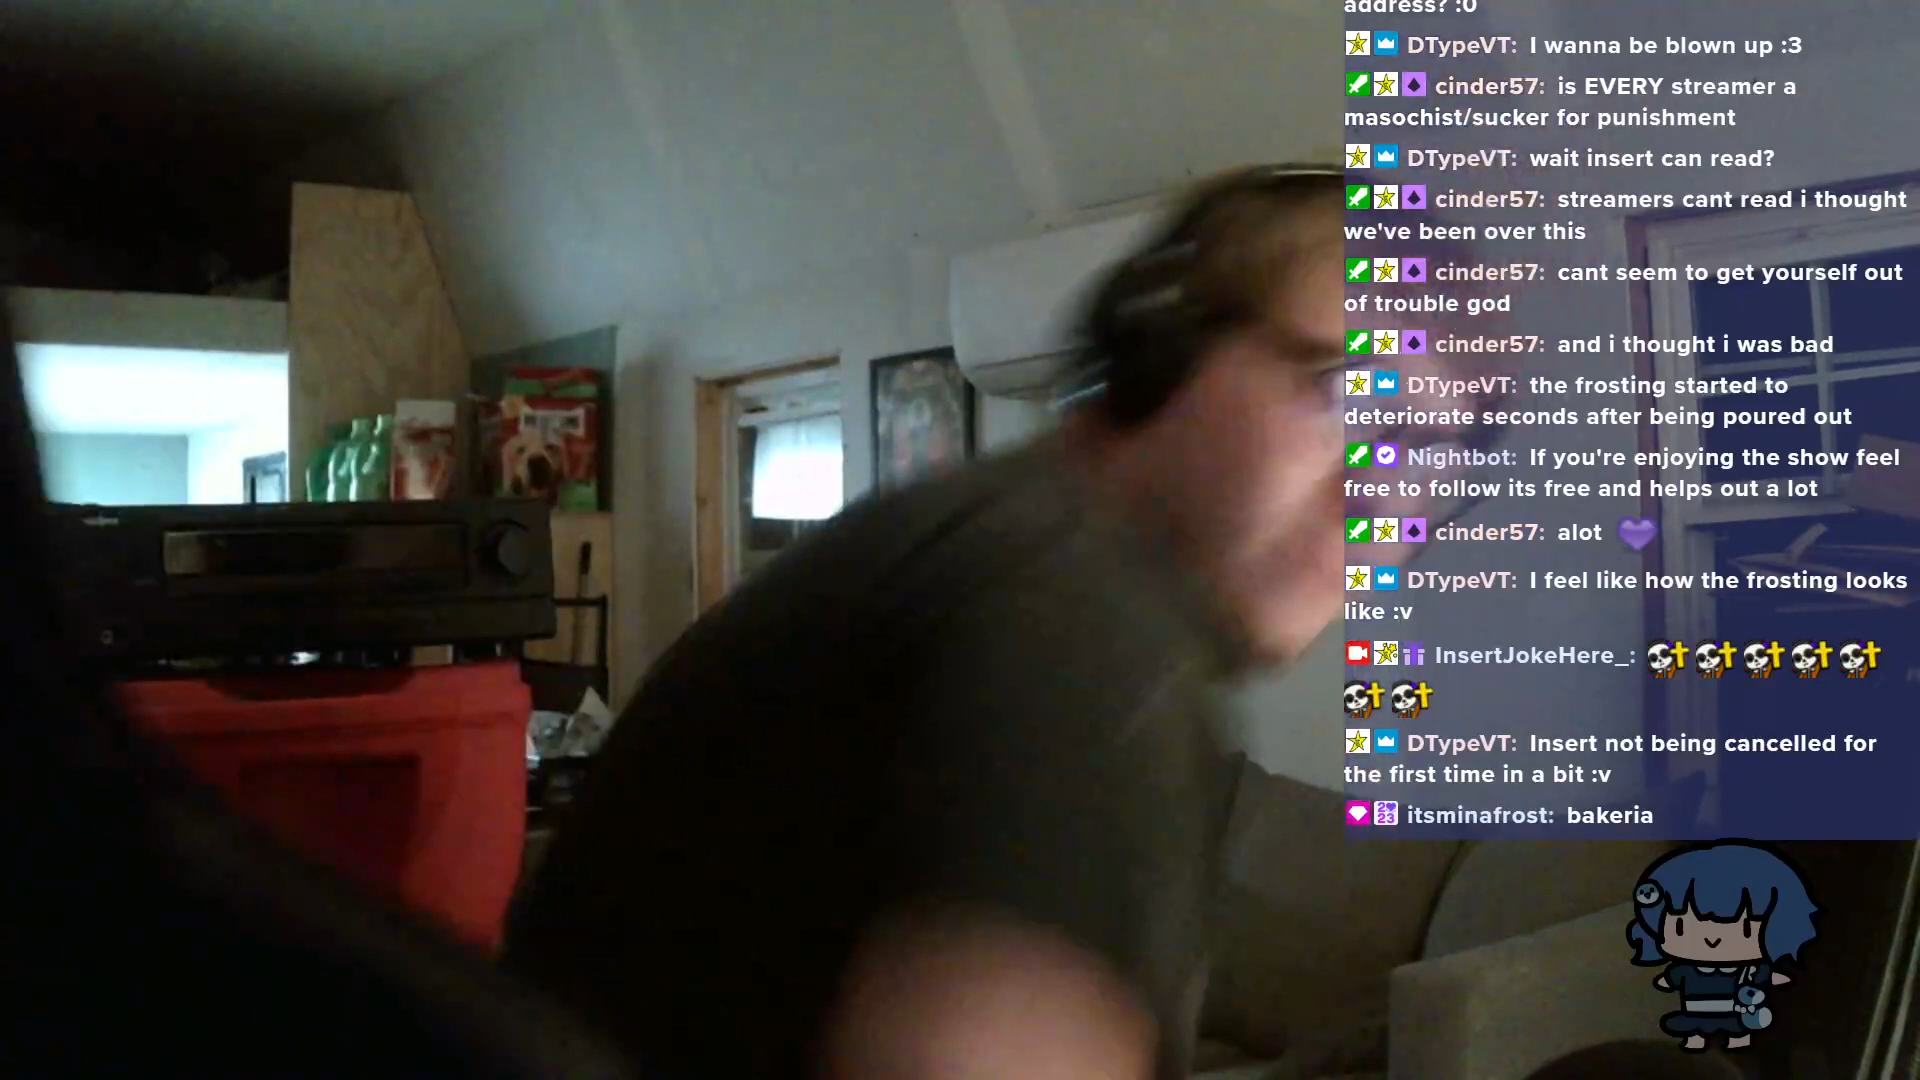 address? :0
DTypeVT: I wanna be blown up :3
cinder57: is EVERY streamer a
masochist/sucker for punishment
DTypeVT: wait insert can read?
cinder57: streamers cant read i thought
we've been over this
cinder57: cant seem to get yourself out
of trouble god
cinder57: and i thought i was bad
DTypeVT: the frosting started to
deteriorate seconds after being poured out
Nightbot: If you're enjoying the show feel
free to follow its free and helps out a lot
cinder57: alot
DTypeVT: I feel like how the frosting looks
like :v
InsertJokeHere_:
DTypeVT: Insert not being cancelled for
the first time in a bit :v
2 23 itsminafrost: bakeria